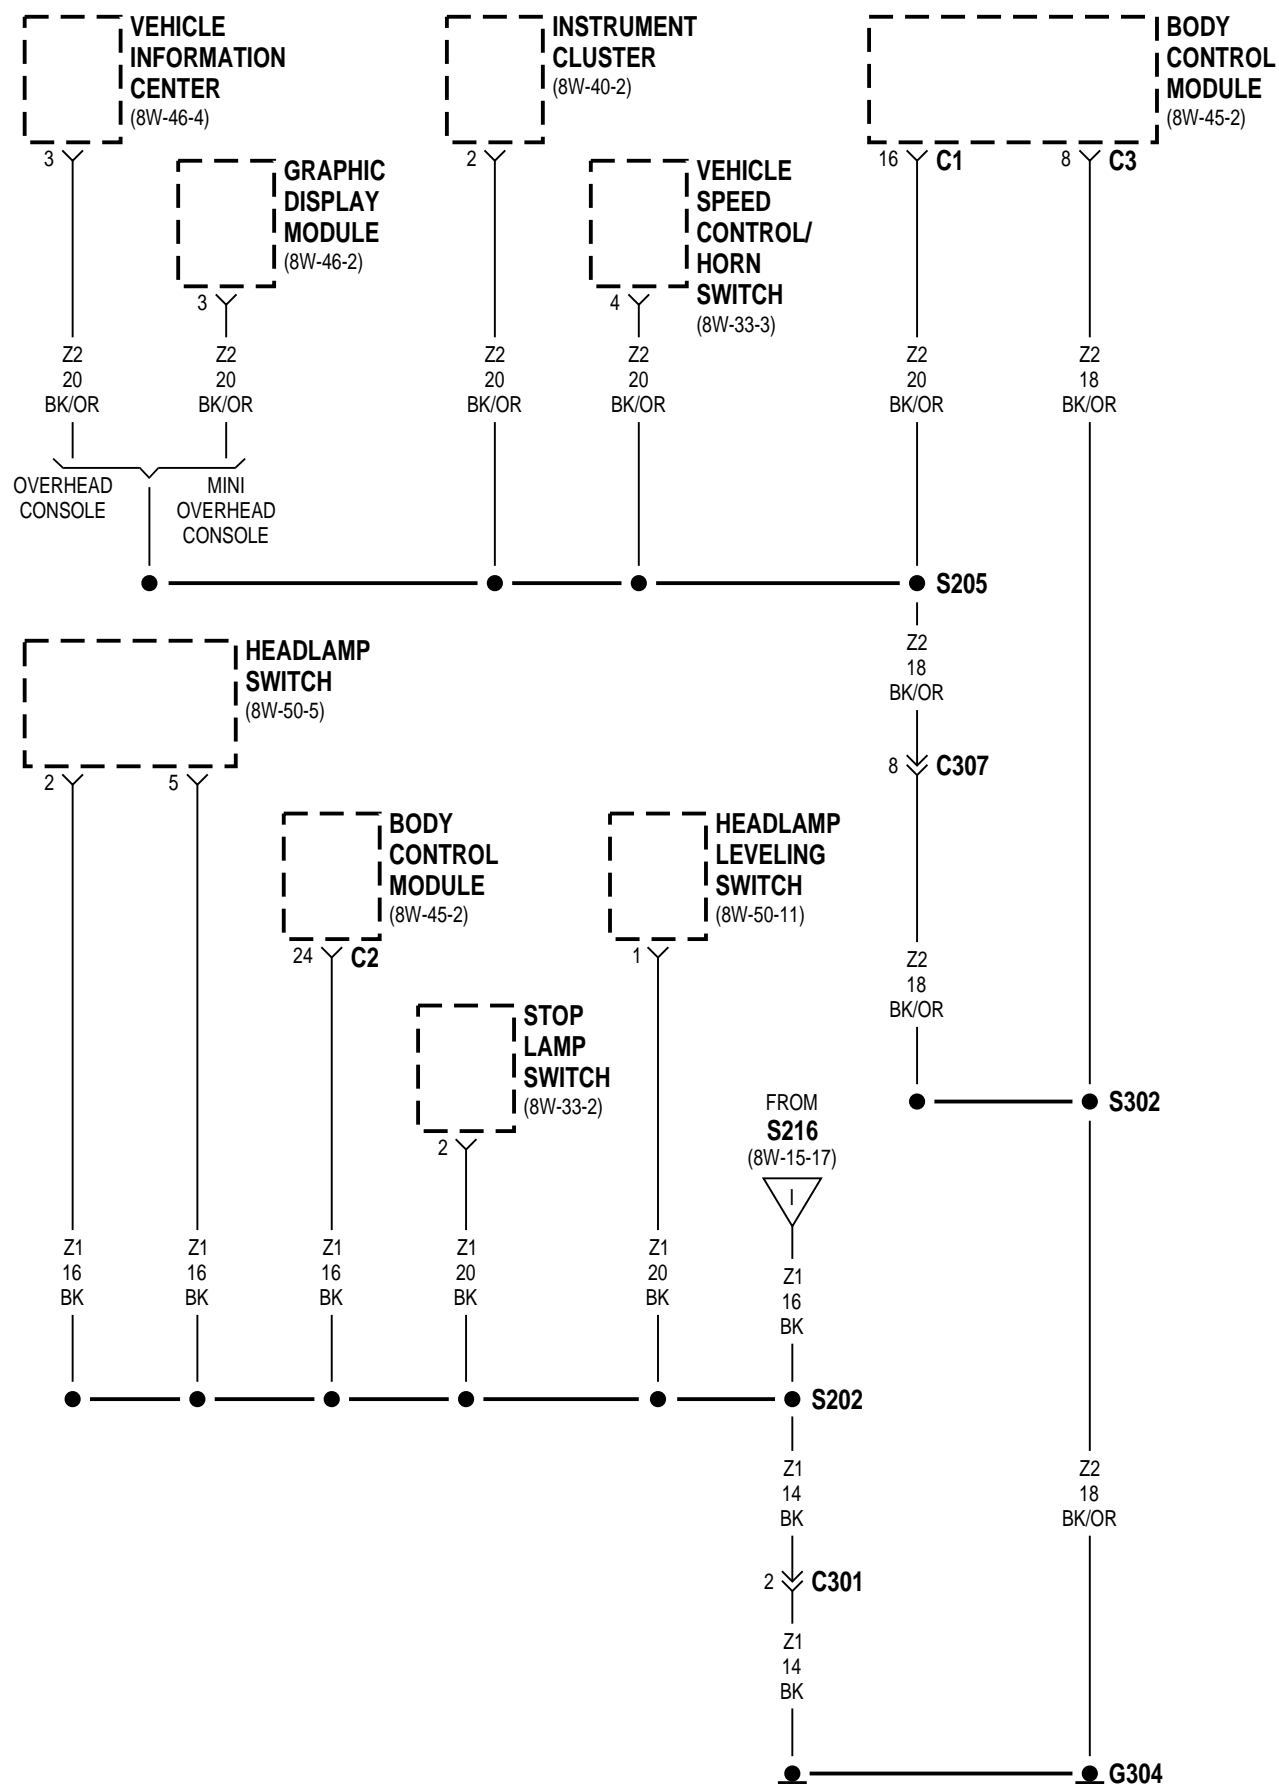 VEHICLE
INFORMATION
CENTER
(8W-46-4)
INSTRUMENT
CLUSTER
(8W-40-2)
BODY
CONTROL
MODULE
(8W-45-2)
3
2
16
C1
8
C3
GRAPHIC
DISPLAY
MODULE
(8W-46-2)
VEHICLE
SPEED
CONTROL/
HORN
SWITCH
(8W-33-3)
3
4
Z2
20
BK/OR
Z2
20
BK/OR
Z2
20
BK/OR
Z2
20
BK/OR
Z2
20
BK/OR
Z2
18
BK/OR
OVERHEAD
CONSOLE
MINI
OVERHEAD
CONSOLE
S205
Z2
18
BK/OR
HEADLAMP
SWITCH
(8W-50-5)
2
5
8
C307
BODY
CONTROL
MODULE
(8W-45-2)
HEADLAMP
LEVELING
SWITCH
(8W-50-11)
24
C2
1
Z2
18
BK/OR
STOP
LAMP
SWITCH
(8W-33-2)
2
S302
FROM
S216
(8W-15-17)
I
Z1
16
BK
Z1
16
BK
Z1
16
BK
Z1
20
BK
Z1
20
BK
Z1
16
BK
S202
Z1
14
BK
Z2
18
BK/OR
2
C301
Z1
14
BK
G304